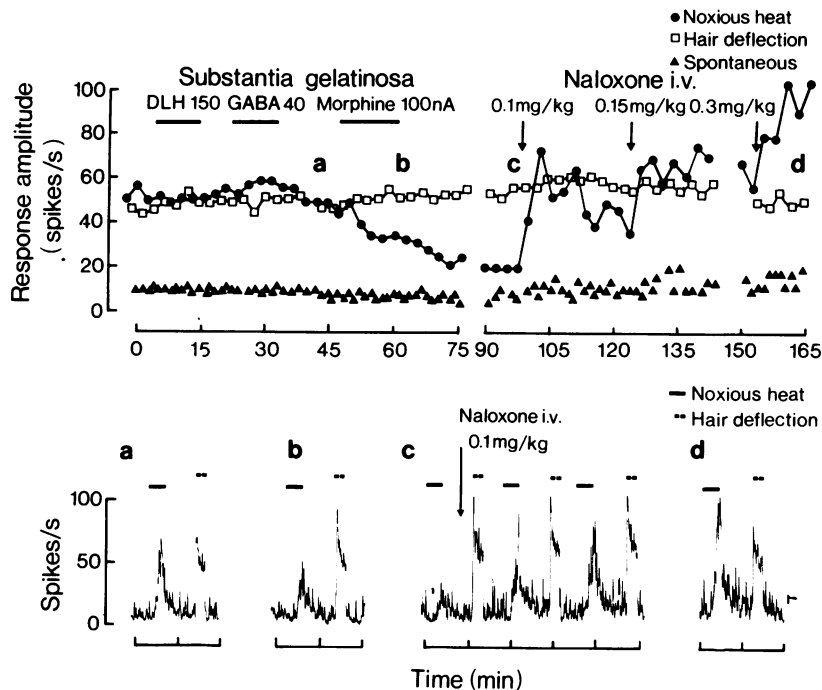 Noxious heat
Hair deflection
Spontaneous
Substantia gelatinosa
Naloxone i.v.
DLH 150 GABA 40 Morphine 100nA
0.1mg/kg 0.15mg/kg 0.3mg/kg
Response amplitude
(spikes/s)
100
80
60
40
20
0
a b c d
0 15 30 45 60 75 90 105 120 135 150 165
Noxious heat
Hair deflection
Naloxone i.v.
0.1mg/kg
a b c d
Spikes/s
100
50
0
Time (min)